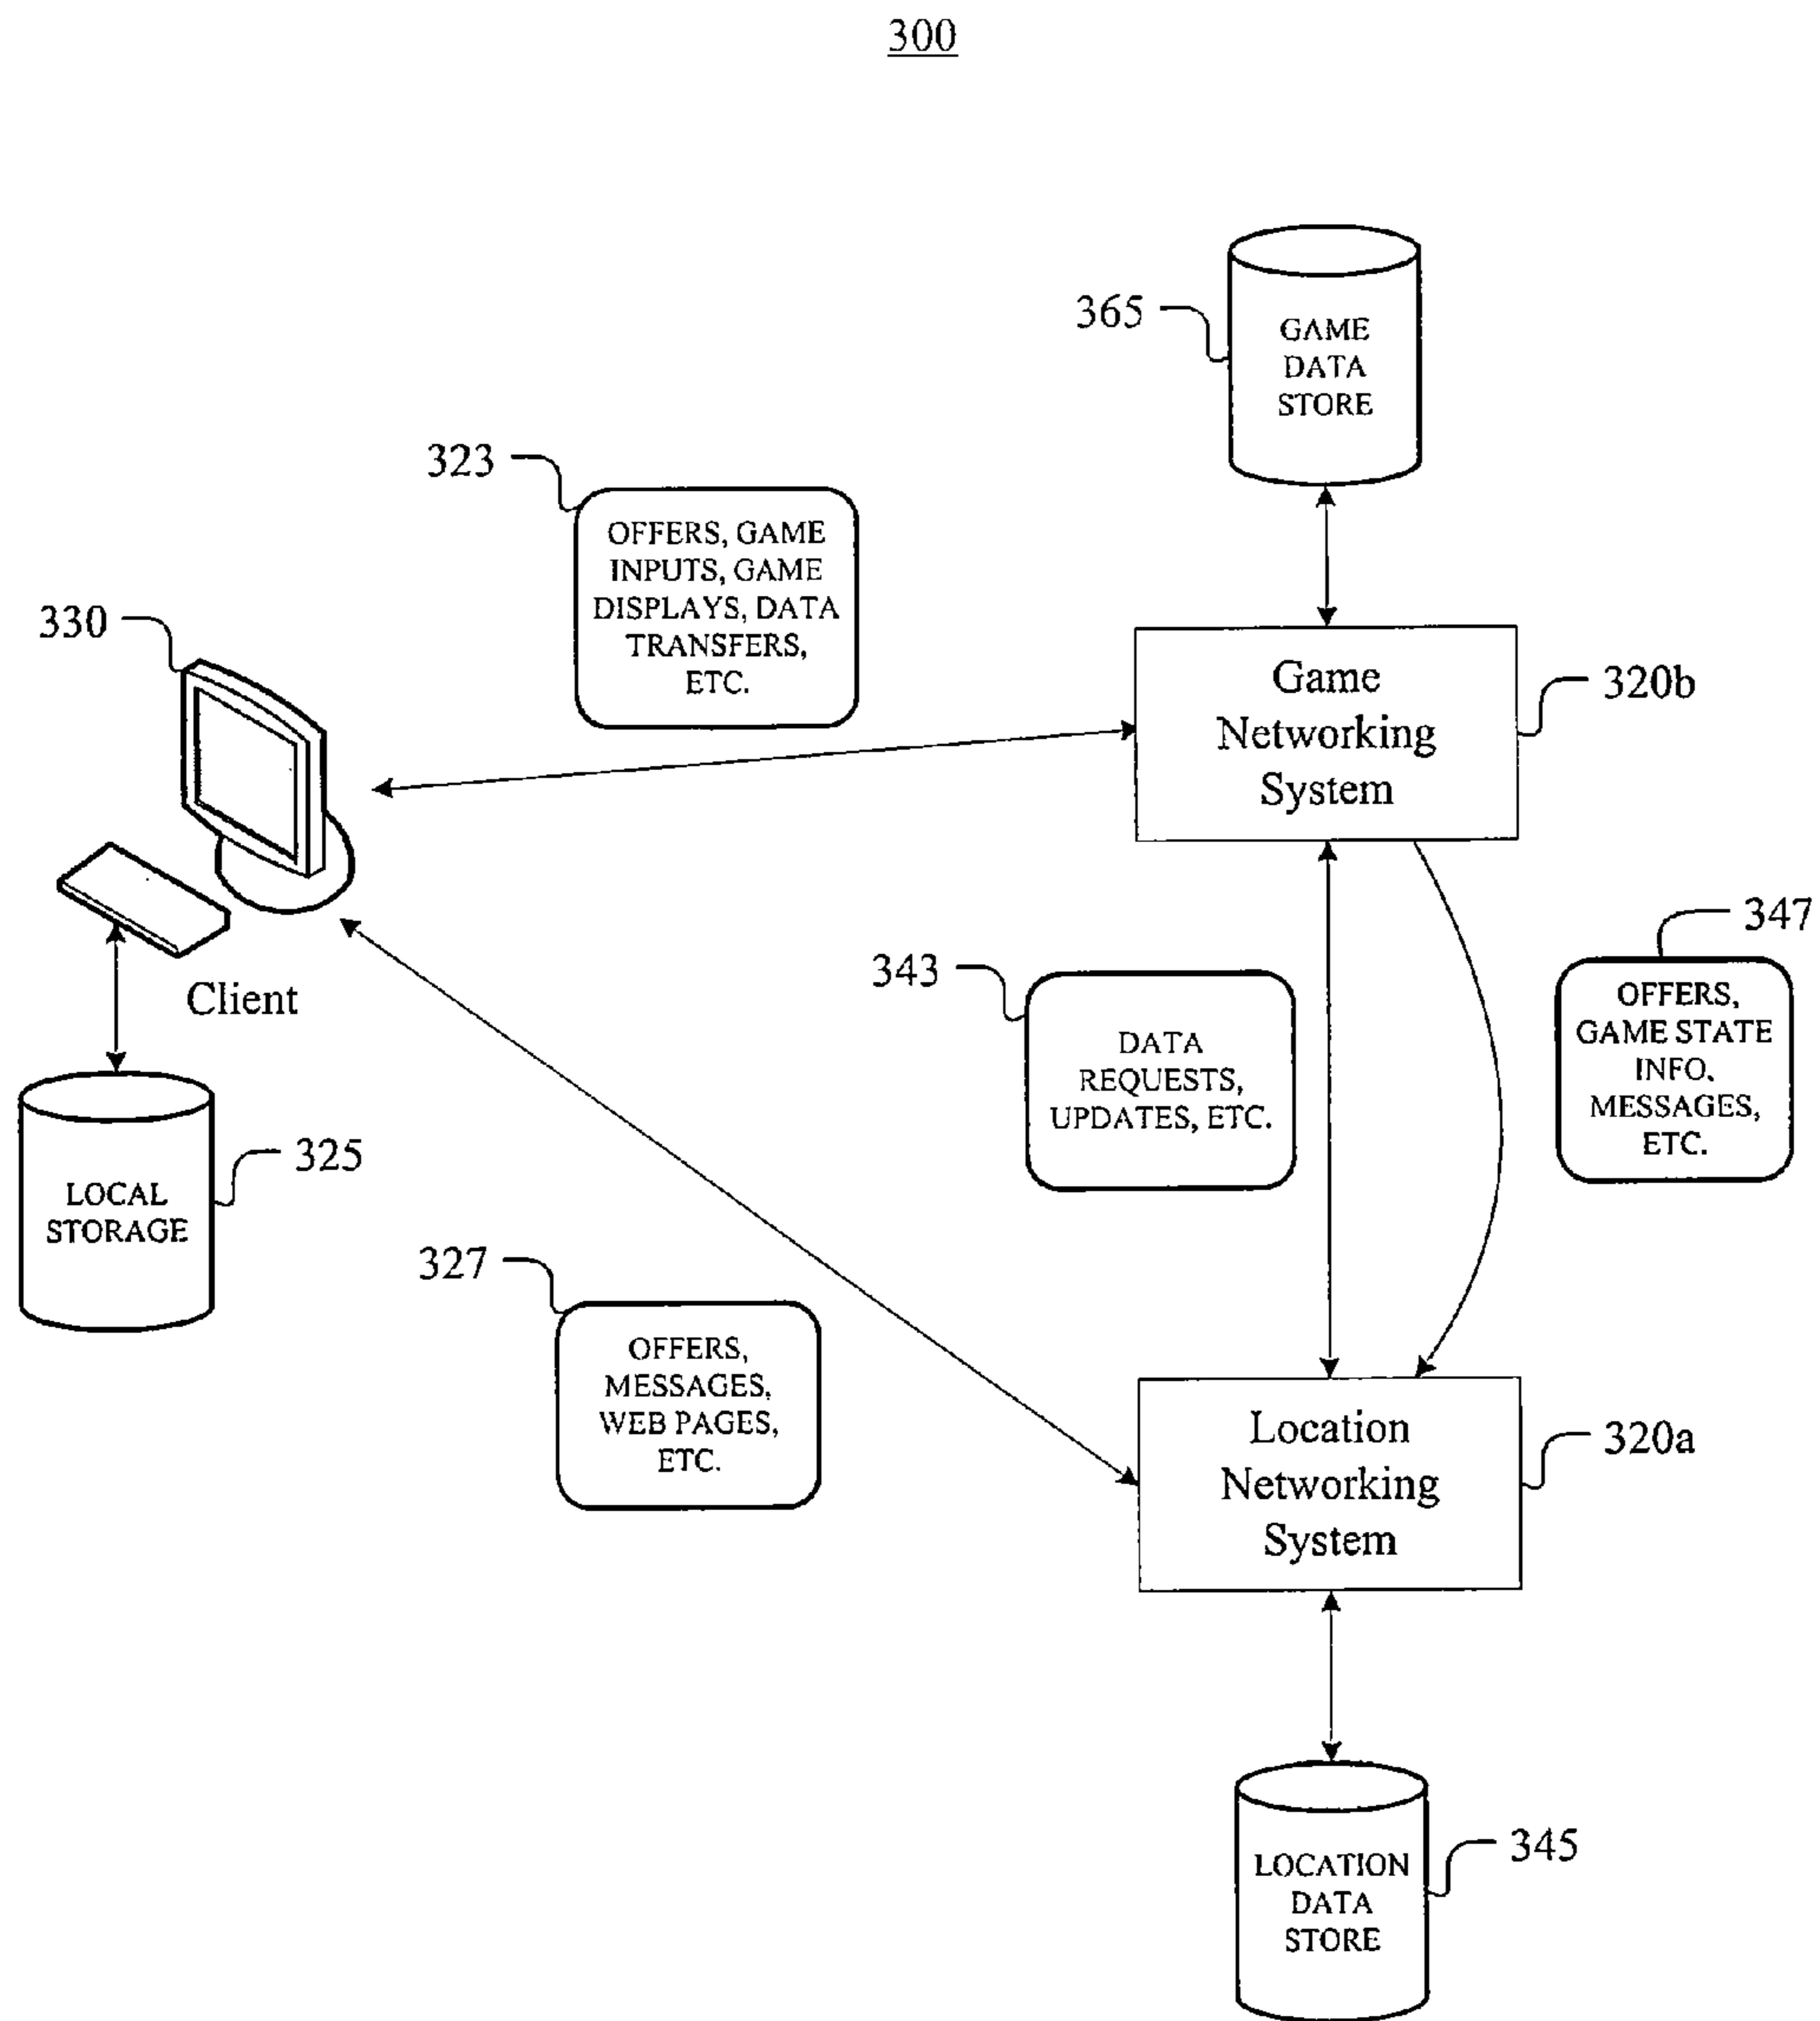 300
365
GAME
DATA
STORE
323
OFFERS, GAME
INPUTS, GAME
DISPLAYS, DATA
TRANSFERS,
ETC.
330
Game
Networking
System
320b
Client
343
DATA
REQUESTS,
UPDATES, ETC.
347
OFFERS,
GAME STATE
INFO.
MESSAGES,
ETC.
LOCAL
STORAGE
325
327
OFFERS,
MESSAGES,
WEB PAGES,
ETC.
Location
Networking
System
320a
LOCATION
DATA
STORE
345